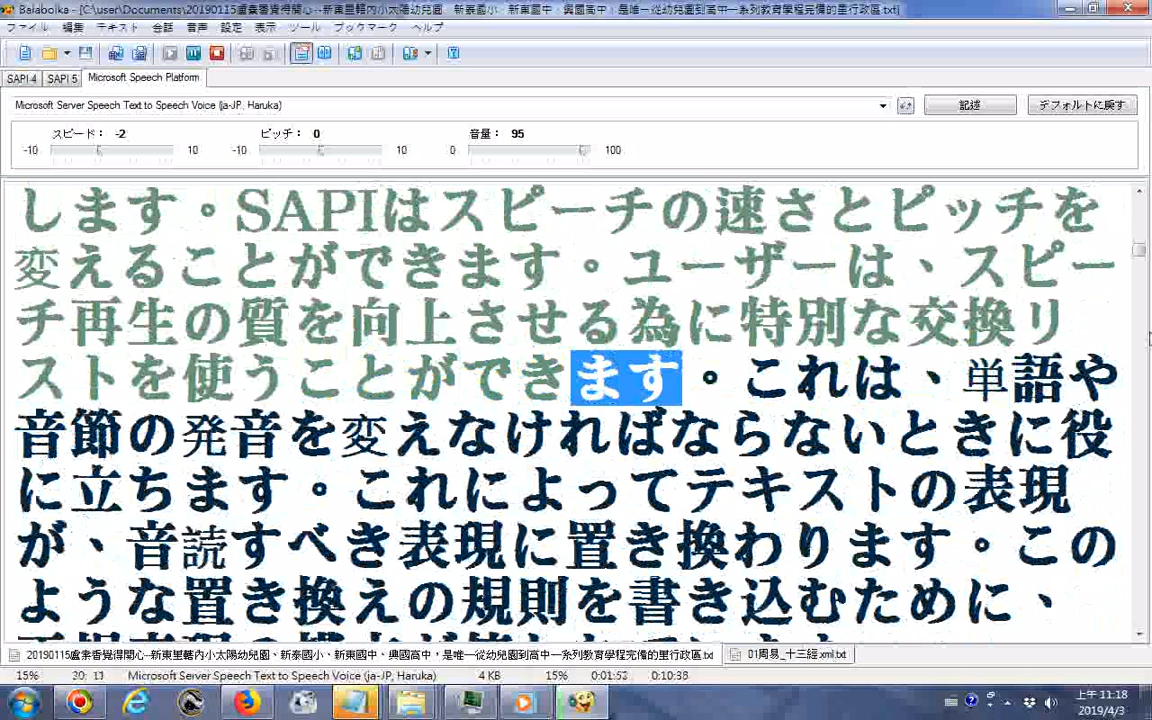 Balabolka - [C:\user\Documents\20190115盧彙香覺得開心--新東里轄內小太陽幼兒園、新泰國小、新東國中、興國高中，是唯一從幼兒園到高中一系列教育學程完備的里行政區.txt]
ファイル 編集 テキスト 会話 音声 設定 表示 ツール ブックマーク ヘルプ
SAPI 4 SAPI 5 Microsoft Speech Platform
Microsoft Server Speech Text to Speech Voice (ja-JP, Haruka) 記述 デフォルトに戻す
スピード： -2 ピッチ： 0 音量： 95
-10 10 -10 10 0 100
します。SAPIはスピーチの速さとピッチを
変えることができます。ユーザーは、スピー
チ再生の質を向上させる為に特別な交換リ
ストを使うことができます。これは、単語や
音節の発音を変えなければならないときに役
に立ちます。これによってテキストの表現
が、音読すべき表現に置き換わります。この
ような置き換えの規則を書き込むために、
20190115盧彙香覺得開心--新東里轄內小太陽幼兒園、新泰國小、新東國中、興國高中，是唯一從幼兒園到高中一系列教育學程完備的里行政區.txt 01周易_十三經.xml.txt
15% 30: 11 Microsoft Server Speech Text to Speech Voice (ja-JP, Haruka) 4 KB 15% 0:01:53 0:10:38
上午 11:18
2019/4/3